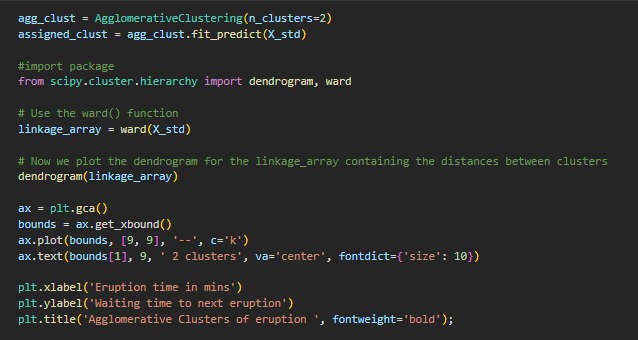 agg_clust = AgglomerativeClustering(n_clusters=2)
assigned_clust = agg_clust.fit_predict(X_std)
#import package
from scipy.cluster.hierarchy import dendrogram, ward
# Use the ward() function
linkage_array = ward(X_std)
# Now we plot the dendrogram for the linkage_array containing the distances between clusters
dendrogram(linkage_array)
ax = plt.gca()
bounds = ax.get_xbound()
ax.plot(bounds, [9, 9], '--', c='k')
ax.text(bounds[1], 9, ' 2 clusters', va='center', fontdict={'size': 10})
plt.xlabel('Eruption time in mins')
plt.ylabel('Waiting time to next eruption')
plt.title('Agglomerative Clusters of eruption ', fontweight='bold');